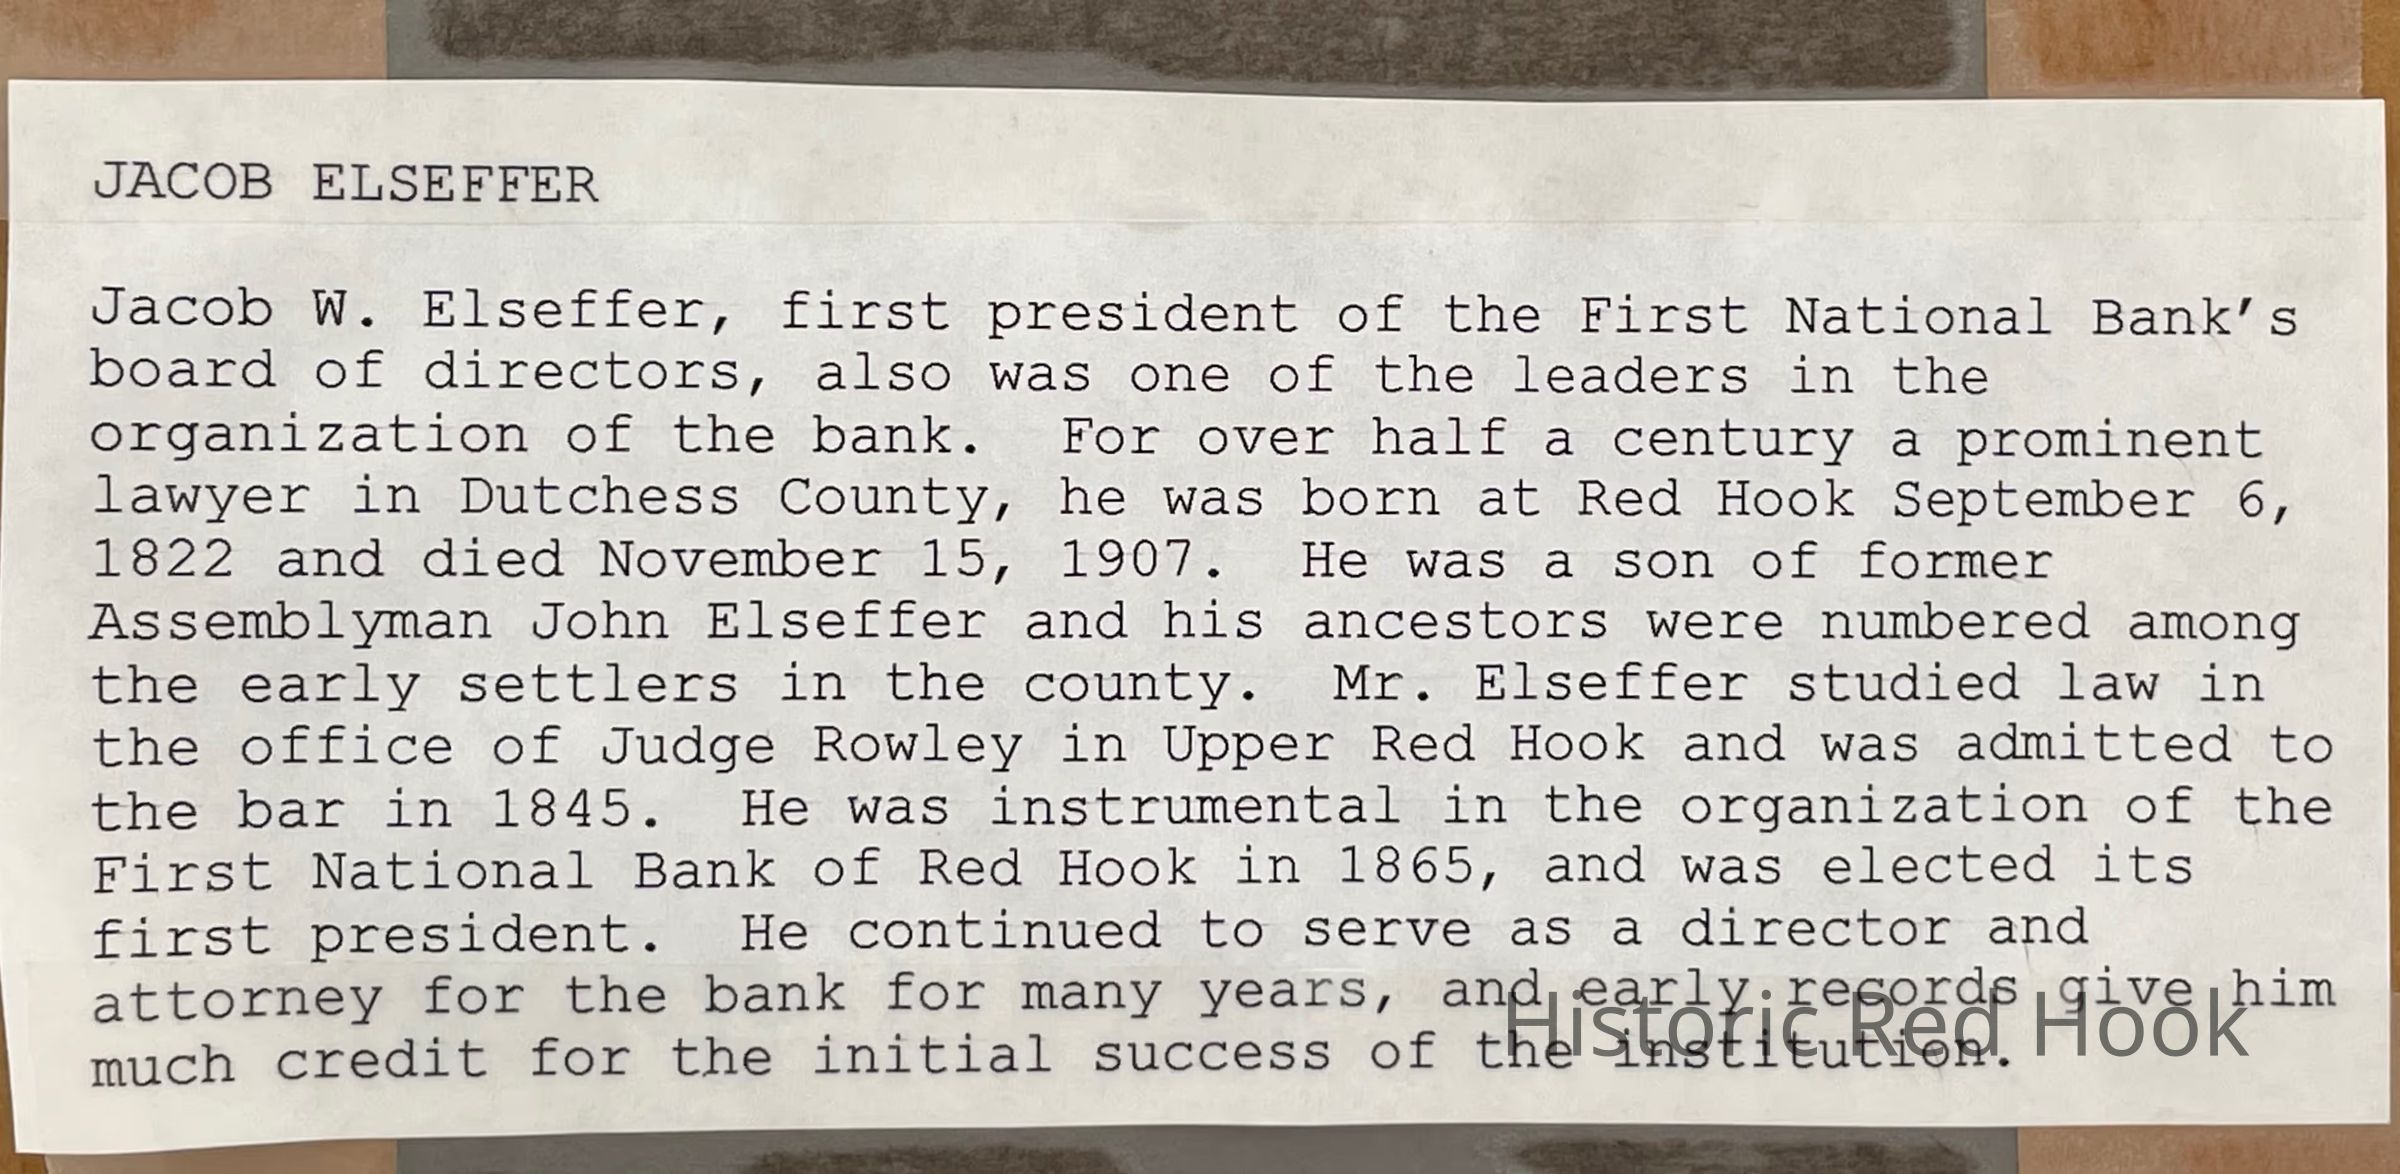 JACOB ELSEFFER
Jacob W. Elseffer, first president of the First National Bank's
board of directors, also was one of the leaders in the
organization of the bank.  For over half a century a prominent
lawyer in Dutchess County, he was born at Red Hook September 6,
1822 and died November 15, 1907.  He was a son of former
Assemblyman John Elseffer and his ancestors were numbered among
the early settlers in the county.  Mr. Elseffer studied law in
the office of Judge Rowley in Upper Red Hook and was admitted to
the bar in 1845.  He was instrumental in the organization of the
First National Bank of Red Hook in 1865, and was elected its
first president.  He continued to serve as a director and
attorney for the bank for many years, and early records give him
much credit for the initial success of the institution.
Historic Red Hook